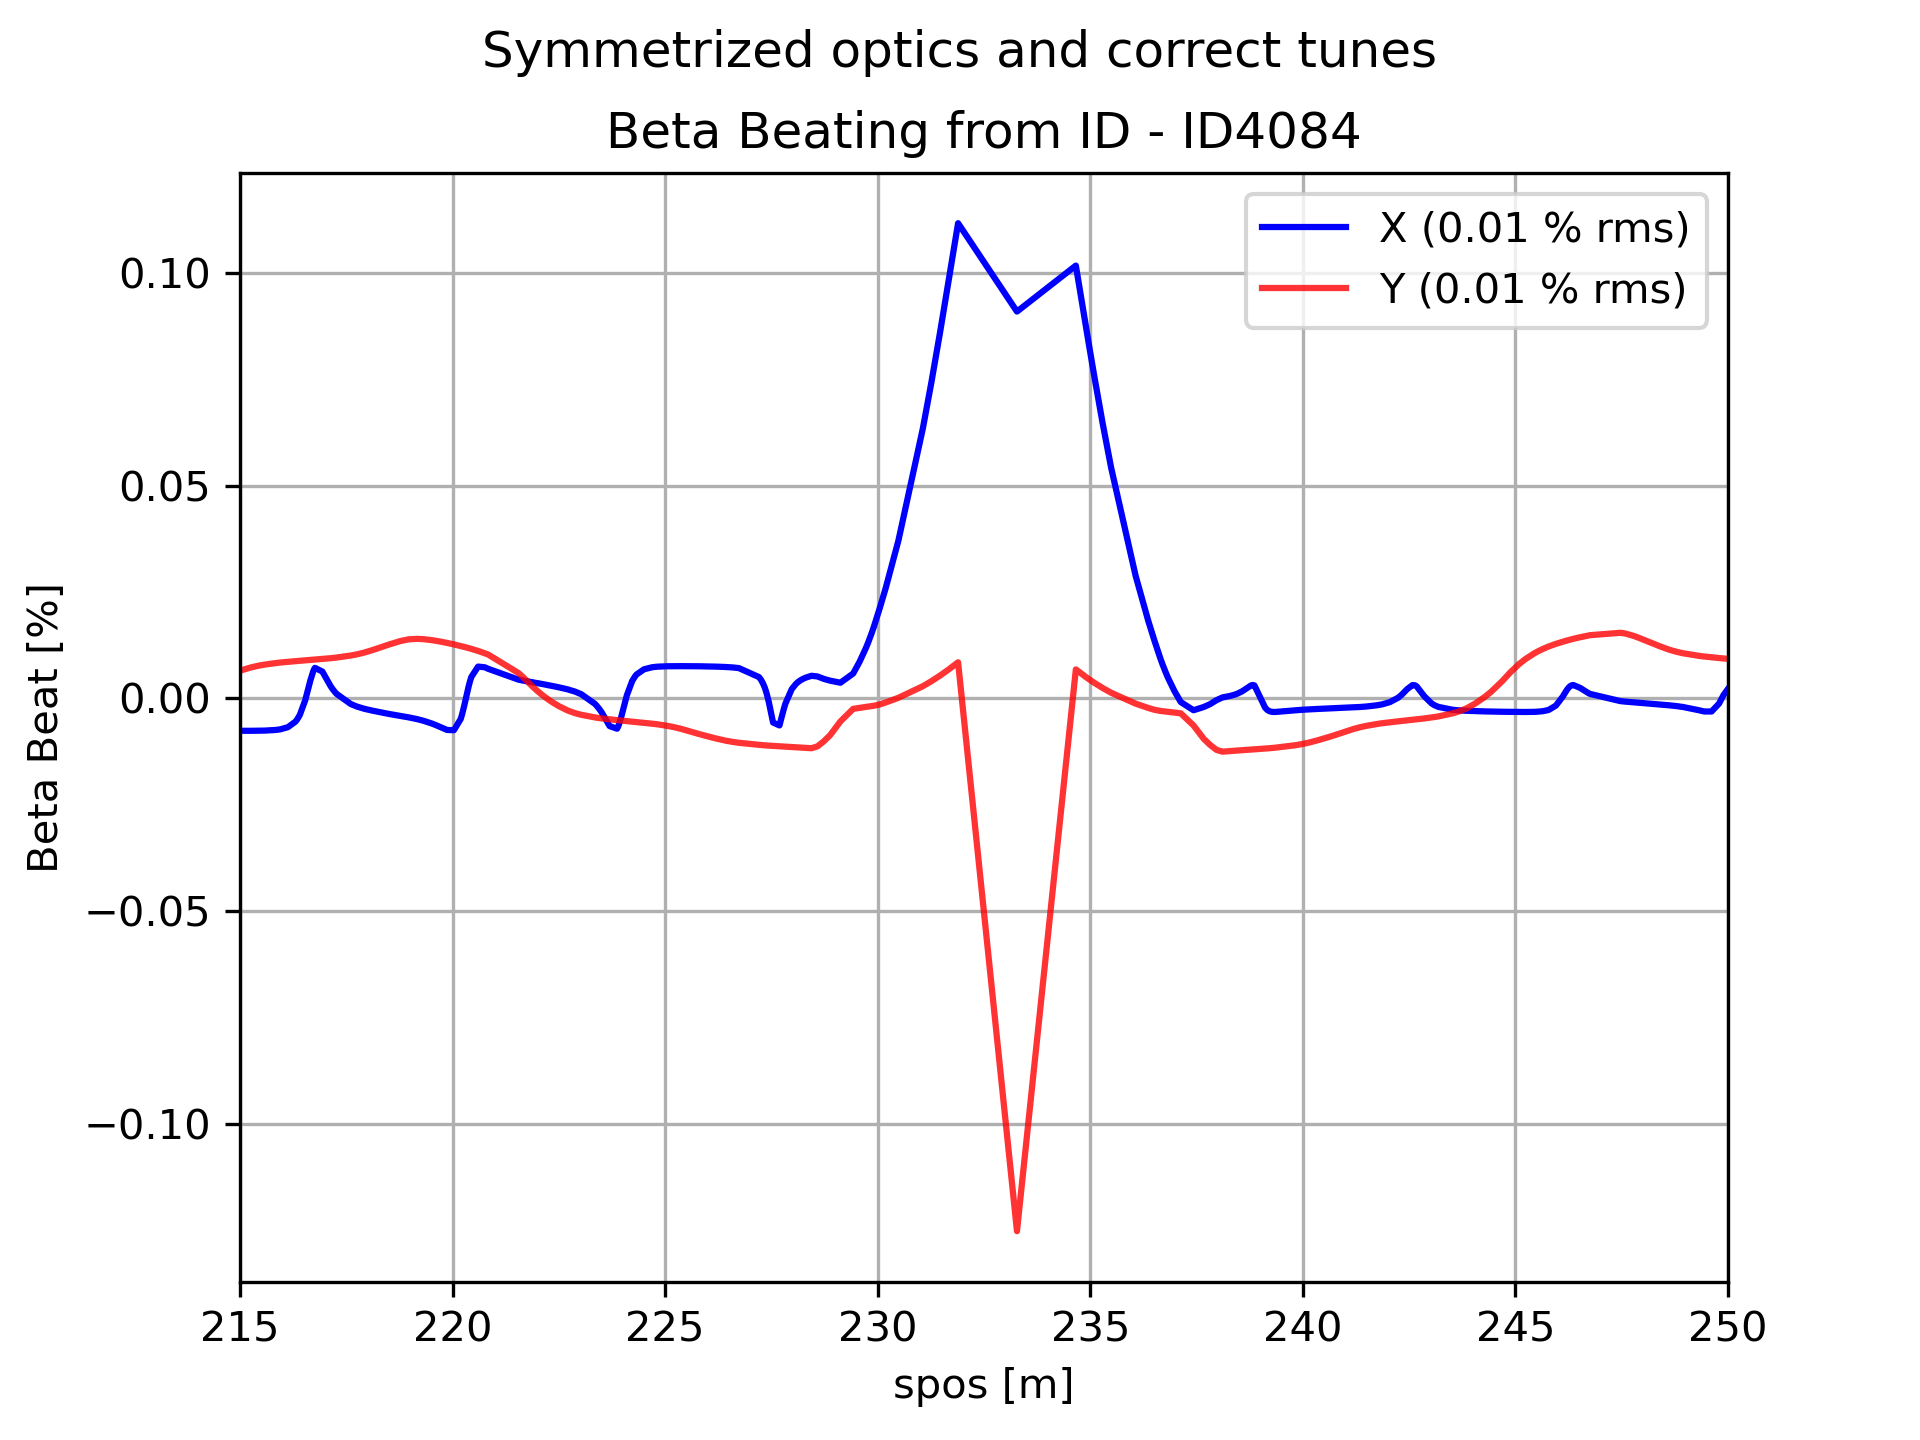 Symmetrized optics and correct tunes
Beta Beating from ID - ID4084
X (0.01 % rms)
Y (0.01 % rms)
Beta Beat [%]
0.10
0.05
0.00
−0.05
−0.10
215 220 225 230 235 240 245 250
spos [m]